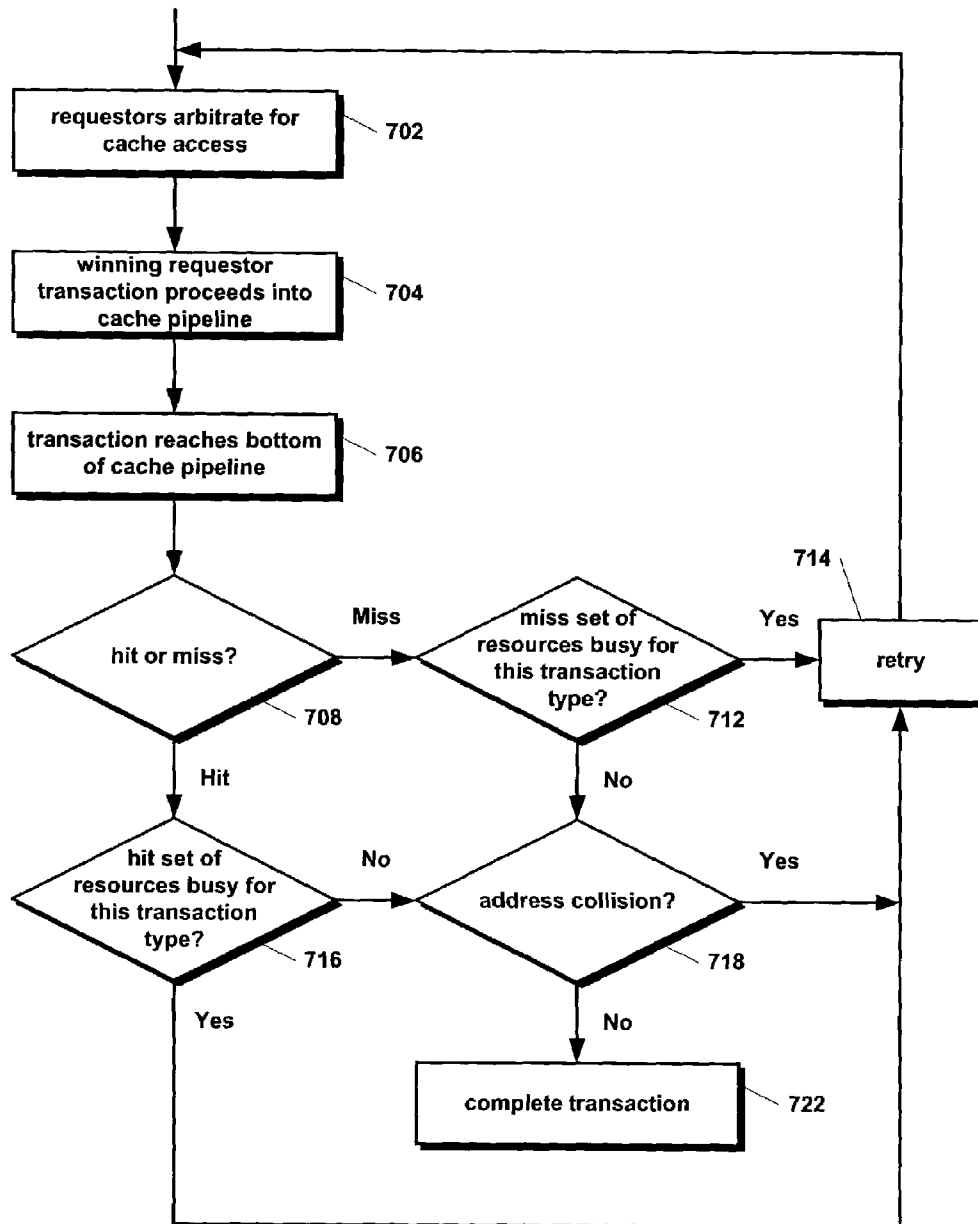 requestors arbitrate for
cache access
702
winning requestor
transaction proceeds into
cache pipeline
704
transaction reaches bottom
of cache pipeline
706
hit or miss?
708
Miss
miss set of
resources busy for
this transaction
type?
712
Yes
714
retry
Hit
No
hit set of
resources busy for
this transaction
type?
716
No
address collision?
718
Yes
Yes
No
complete transaction
722